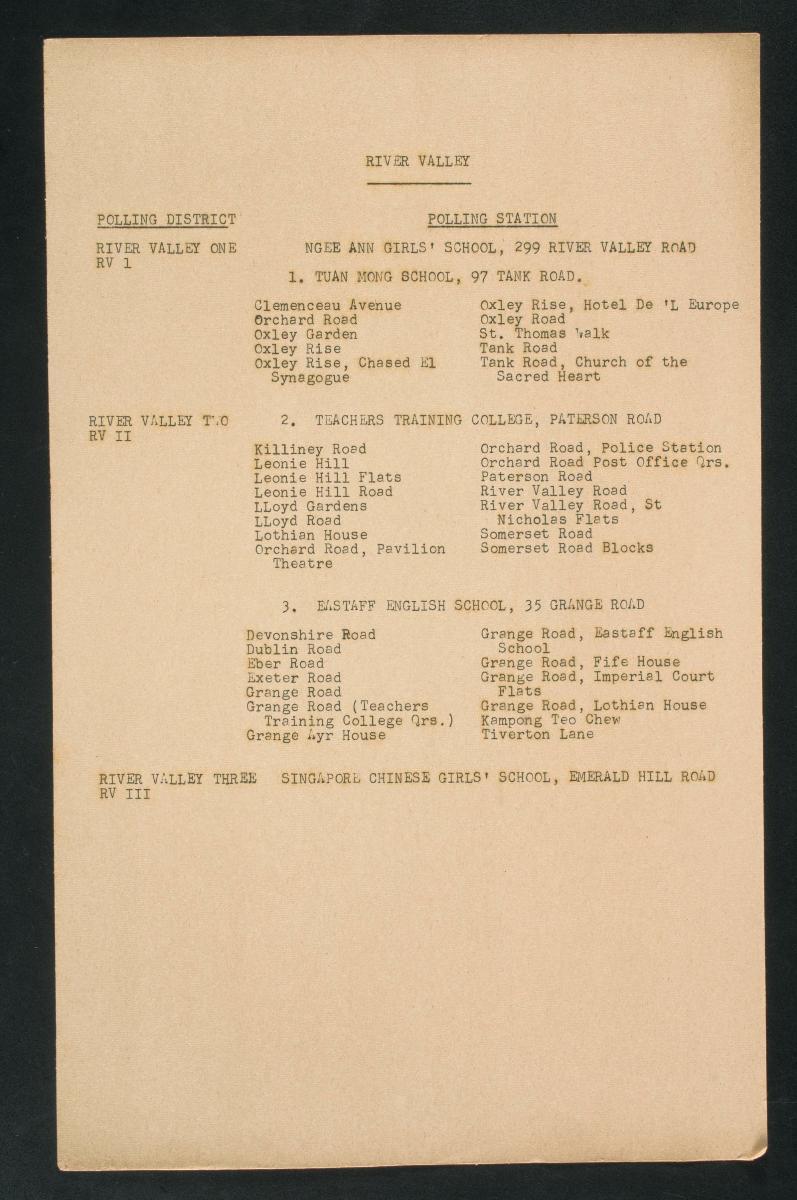 RIVER VALLEY
POLLING DISTRICT POLLING STATION
RIVER VALLEY ONE NGEE ANN GIRLS' SCHOOL, 299 RIVER VALLEY ROAD
RV 1
1. TUAN MONG SCHOOL, 97 TANK ROAD.
Clemenceau Avenue
Orchard Road
Oxley Garden
Oxley Rise
Oxley Rise, Chased El
Synagogue
Oxley Rise, Hotel De 'L Europe
Oxley Road
St. Thomas Walk
Tank Road
Tank Road, Church of the
Sacred Heart
RIVER VALLEY TWO 2. TEACHERS TRAINING COLLEGE, PATERSON ROAD
RV II
Killiney Road
Leonie Hill
Leonie Hill Flats
Leonie Hill Road
LLoyd Gardens
LLoyd Road
Lothian House
Orchard Road, Pavilion
Theatre
Orchard Road, Police Station
Orchard Road Post Office Qrs.
Paterson Road
River Valley Road
River Valley Road, St
Nicholas Flats
Somerset Road
Somerset Road Blocks
3. EASTAFF ENGLISH SCHOOL, 35 GRANGE ROAD
Devonshire Road
Dublin Road
Eber Road
Exeter Road
Grange Road
Grange Road (Teachers
Training College Qrs.)
Grange Ayr House
Grange Road, Eastaff English
School
Grange Road, Fife House
Grange Road, Imperial Court
Flats
Grange Road, Lothian House
Kampong Teo Chew
Tiverton Lane
RIVER VALLEY THREE SINGAPORE CHINESE GIRLS' SCHOOL, EMERALD HILL ROAD
RV III